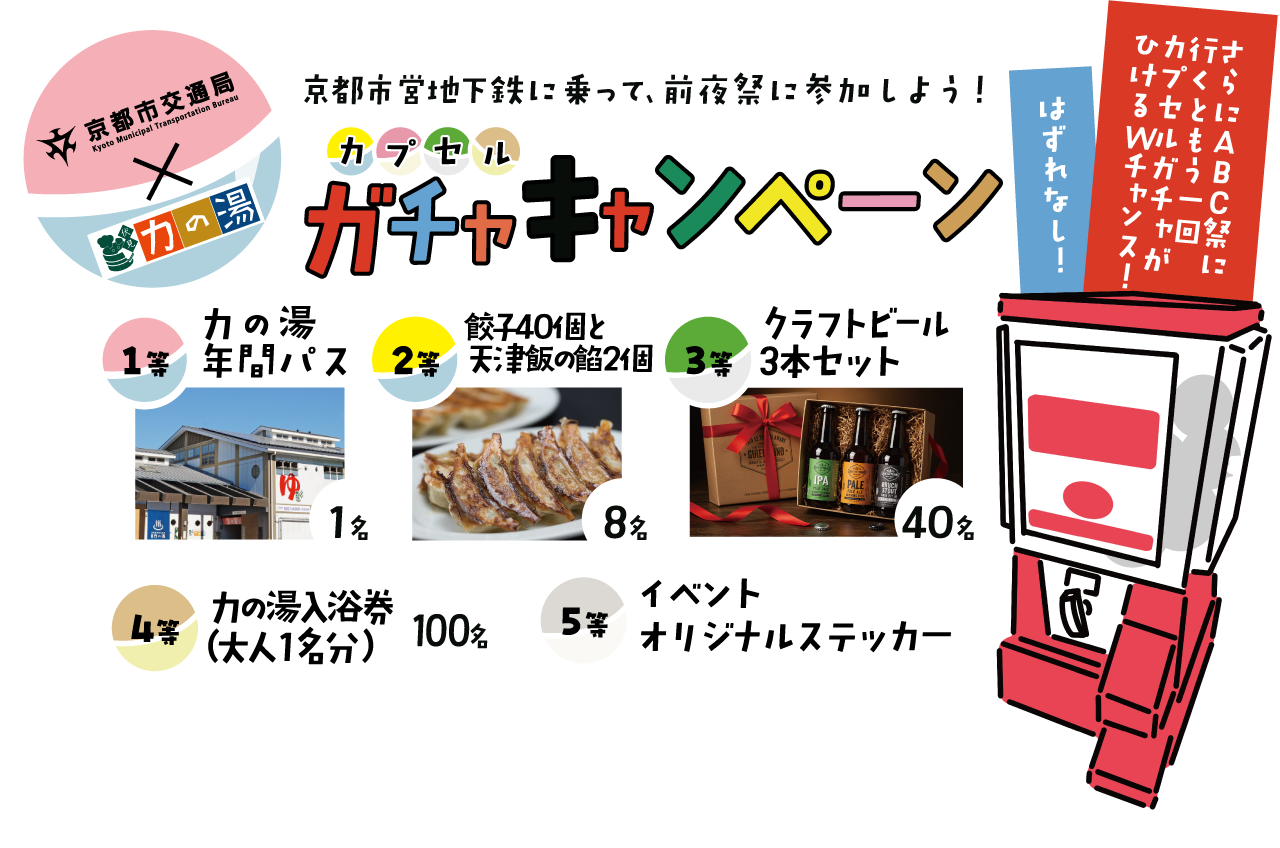 京都市交通局
Kyoto Municipal Transportation Bureau
×
力の湯
京都市営地下鉄に乗って、前夜祭に参加しよう！
カプセル
ガチャキャンペーン
はずれなし！
さらにABC祭に
行くともう一回
カプセルガチャが
ひけるWチャンス！
1等
力の湯
年間パス
ゆ
1名
2等
餃子40個と
天津飯の餡2個
8名
3等
クラフトビール
3本セット
IPA
PALE
40名
4等
力の湯入浴券
(大人1名分)
100名
5等
イベント
オリジナルステッカー